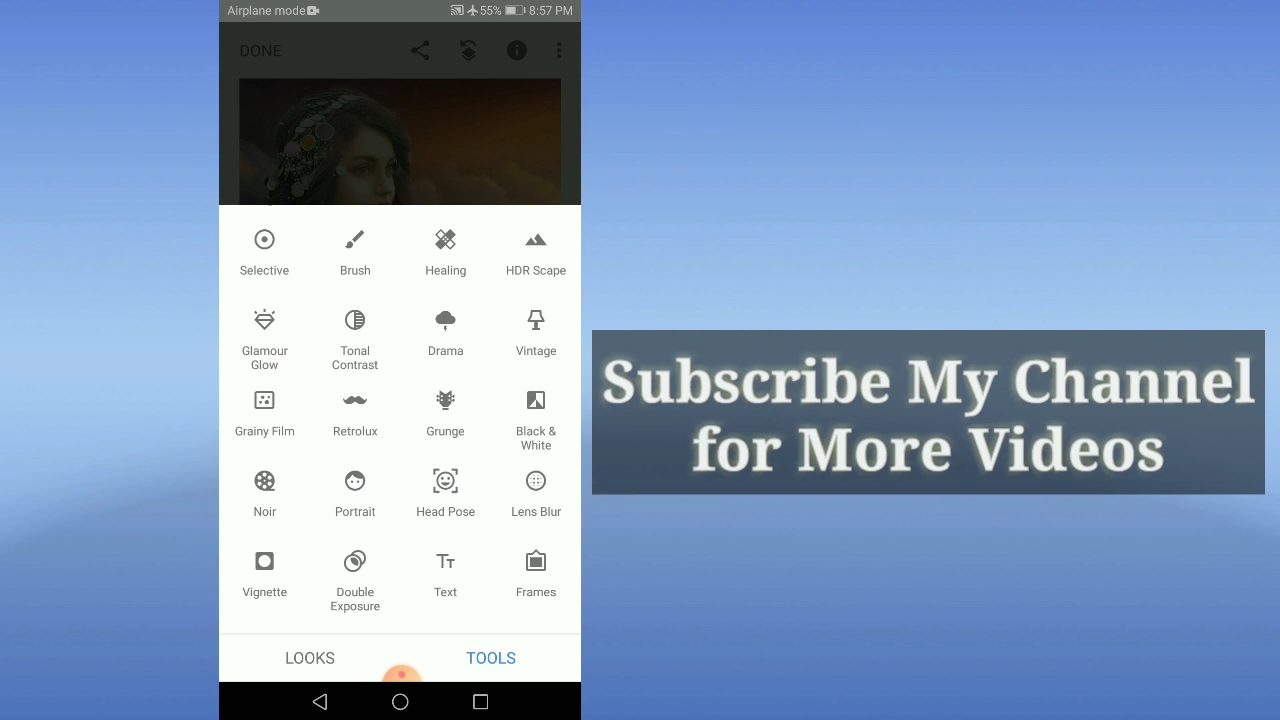 Airplane mode 55% 8:57 PM
DONE
Selective Brush Healing HDR Scape
Glamour Glow Tonal Contrast Drama Vintage
Grainy Film Retrolux Grunge Black & White
Noir Portrait Head Pose Lens Blur
Vignette Double Exposure Text Frames
LOOKS TOOLS
Subscribe My Channel
for More Videos